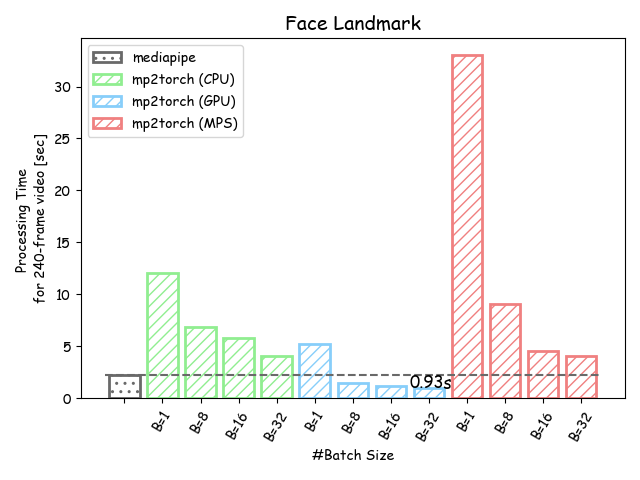 Face Landmark
mediapipe
mp2torch (CPU)
mp2torch (GPU)
mp2torch (MPS)
Processing Time
for 240-frame video [sec]
30
25
20
15
10
5
0
0.93s
B=1
B=8
B=16
B=32
B=1
B=8
B=16
B=32
B=1
B=8
B=16
B=32
#Batch Size